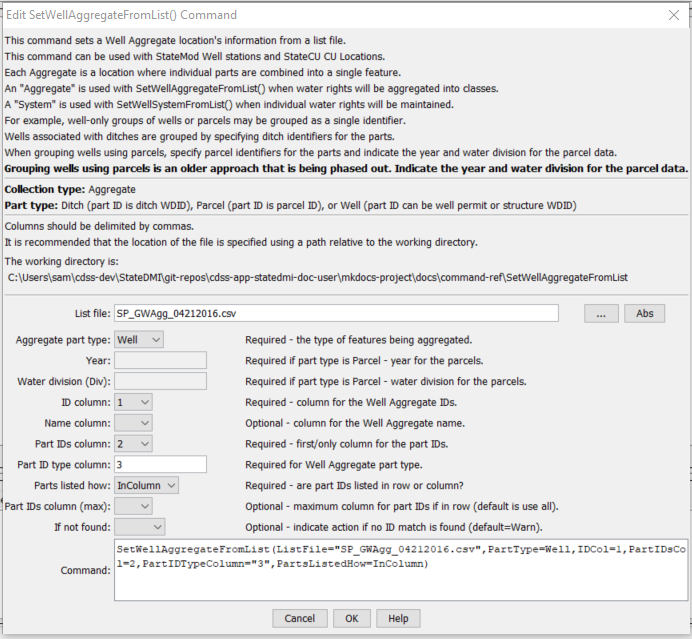 Edit SetWellAggregateFromList() Command
This command sets a Well Aggregate location's information from a list file.
This command can be used with StateMod Well stations and StateCU CU Locations.
Each Aggregate is a location where individual parts are combined into a single feature.
An "Aggregate" is used with SetWellAggregateFromList() when water rights will be aggregated into classes.
A "System" is used with SetWellSystemFromList() when individual water rights will be maintained.
For example, well-only groups of wells or parcels may be grouped as a single identifier.
Wells associated with ditches are grouped by specifying ditch identifiers for the parts.
When grouping wells using parcels, specify parcel identifiers for the parts and indicate the year and water division for the parcel data.
Grouping wells using parcels is an older approach that is being phased out. Indicate the year and water division for the parcel data.
Collection type: Aggregate
Part type: Ditch (part ID is ditch WDID), Parcel (part ID is parcel ID), or Well (part ID can be well permit or structure WDID)
Columns should be delimited by commas.
It is recommended that the location of the file is specified using a path relative to the working directory.
The working directory is:
C:\Users\sam\cdss-dev\StateDMI\git-repos\cdss-app-statedmi-doc-user\mkdocs-project\docs\command-ref\SetWellAggregateFromList
List file: SP_GWAgg_04212016.csv ... Abs
Aggregate part type: Well Required - the type of features being aggregated.
Year: Required if part type is Parcel - year for the parcels.
Water division (Div): Required if part type is Parcel - water division for the parcels.
ID column: 1 Required - column for the Well Aggregate IDs.
Name column: Optional - column for the Well Aggregate name.
Part IDs column: 2 Required - first/only column for the part IDs.
Part ID type column: 3 Required for Well Aggregate part type.
Parts listed how: InColumn Required - are part IDs listed in row or column?
Part IDs column (max): Optional - maximum column for part IDs if in row (default is use all).
If not found: Optional - indicate action if no ID match is found (default=Warn).
Command: SetWellAggregateFromList(ListFile="SP_GWAgg_04212016.csv",PartType=Well,IDCol=1,PartIDsCo
l=2,PartIDTypeColumn="3",PartsListedHow=InColumn)
Cancel OK Help